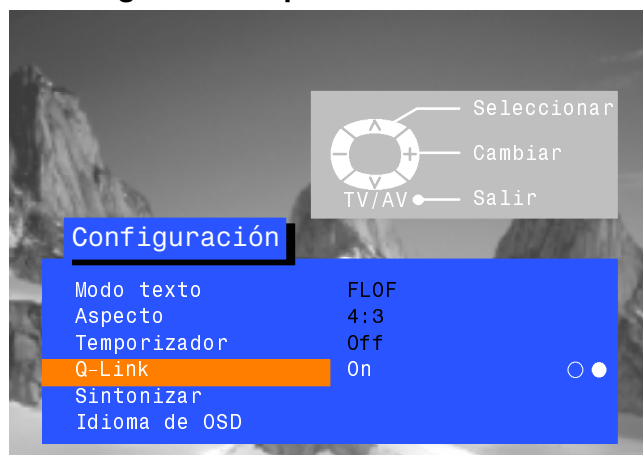 Seleccionar
Cambiar
TV/AV Salir
Configuración
Modo texto FLOF
Aspecto 4:3
Temporizador Off
Q-Link On
Sintonizar
Idioma de OSD